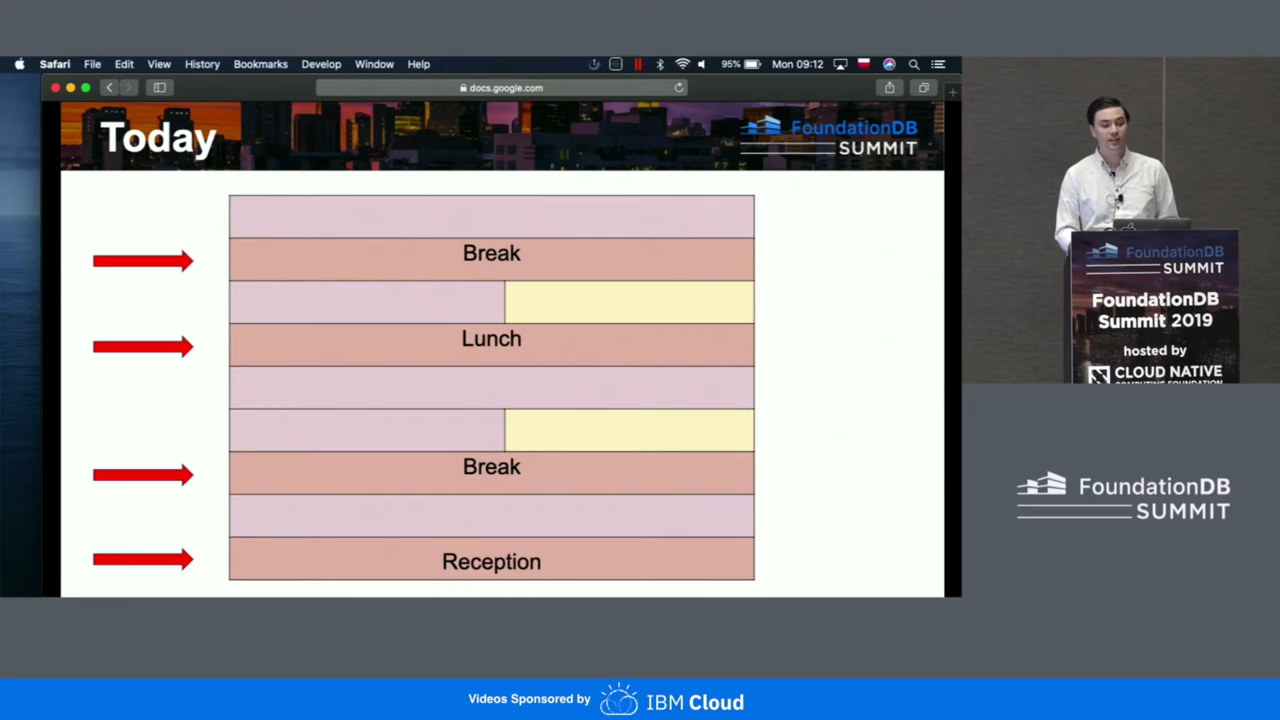 Safari File Edit View History Bookmarks Develop Window Help 95% Mon 09:12
docs.google.com
Today
FoundationDB
SUMMIT
Break
Lunch
Break
Reception
FoundationDB
SUMMIT
FoundationDB
Summit 2019
hosted by
CLOUD NATIVE
COMPUTING FOUNDATION
FoundationDB
SUMMIT
Videos Sponsored by IBM Cloud